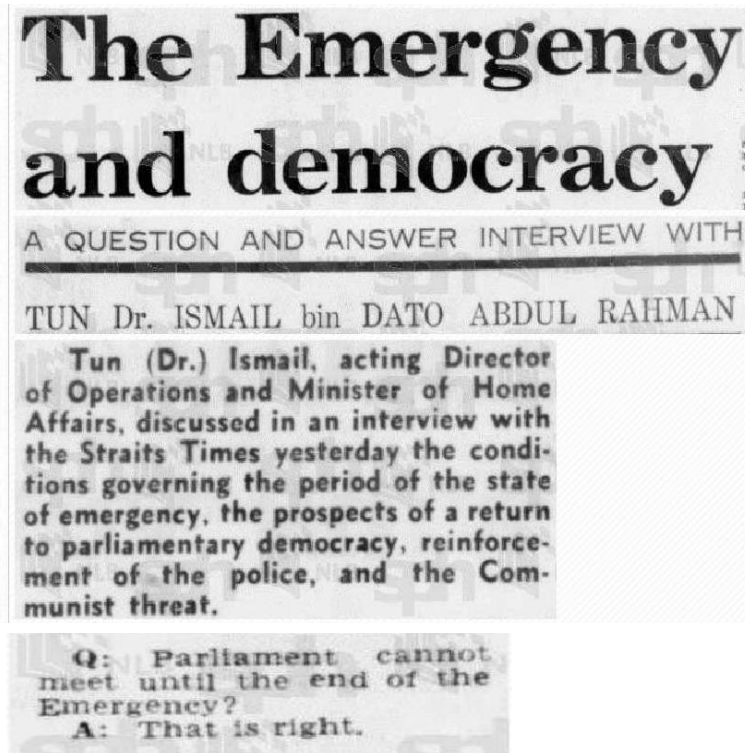 The Emergency
and democracy
A QUESTION AND ANSWER INTERVIEW WITH
TUN Dr. ISMAIL bin DATO ABDUL RAHMAN
Tun (Dr.) Ismail, acting Director
of Operations and Minister of Home
Affairs, discussed in an interview with
the Straits Times yesterday the condi-
tions governing the period of the state
of emergency, the prospects of a return
to parliamentary democracy, reinforce-
ment of the police, and the Com-
munist threat.
Q: Parliament cannot
meet until the end of the
Emergency?
A: That is right.